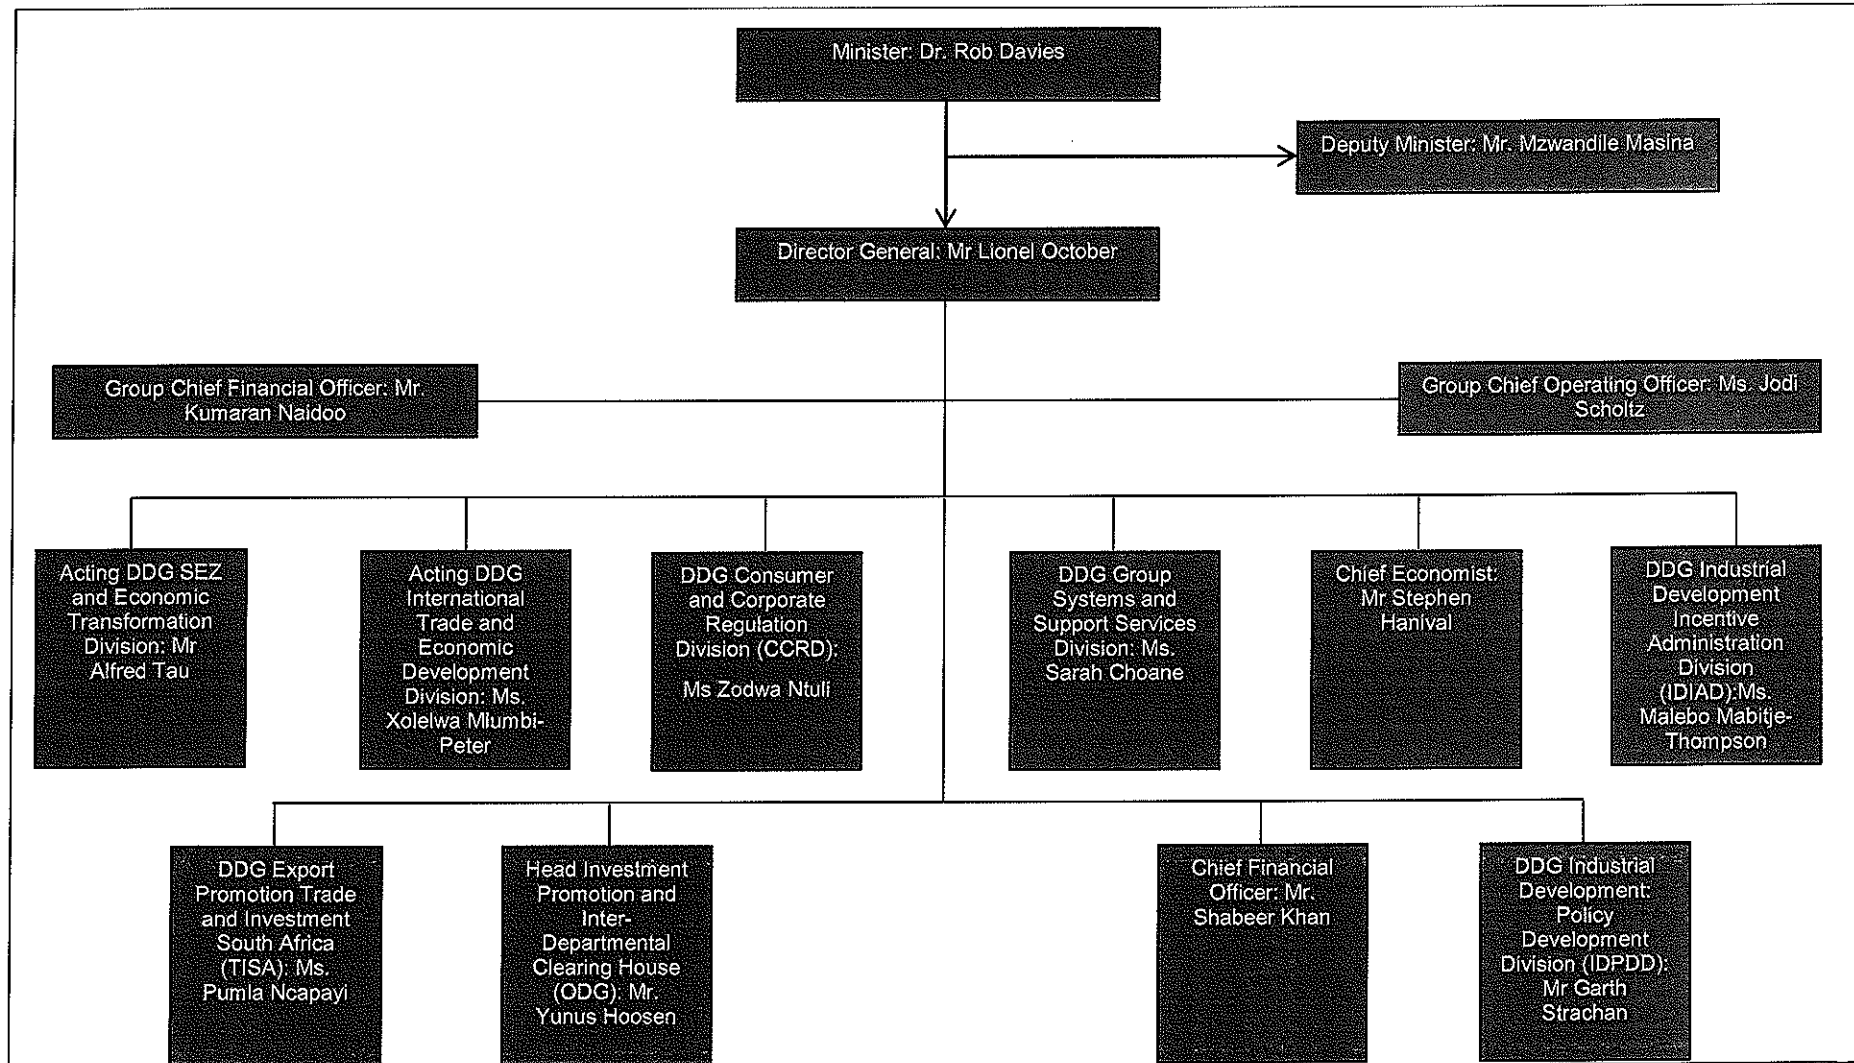 Minister: Dr. Rob Davies
Deputy Minister: Mr. Mzwandile Masina
Director General: Mr Lionel October
Group Chief Financial Officer: Mr.
Kumaran Naidoo
Group Chief Operating Officer: Ms. Jodi
Scholtz
Acting DDG SEZ
and Economic
Transformation
Division: Mr
Alfred Tau
Acting DDG
International
Trade and
Economic
Development
Division: Ms.
Xolelwa Mlumbi-
Peter
DDG Consumer
and Corporate
Regulation
Division (CCRD):
Ms Zodwa Ntuli
DDG Group
Systems and
Support Services
Division: Ms.
Sarah Choane
Chief Economist:
Mr Stephen
Hanival
DDG Industrial
Development
Incentive
Administration
Division
(IDIAD):Ms.
Malebo Mabitje-
Thompson
DDG Export
Promotion Trade
and Investment
South Africa
(TISA): Ms.
Pumla Ncapayi
Head Investment
Promotion and
Inter-
Departmental
Clearing House
(ODG): Mr.
Yunus Hoosen
Chief Financial
Officer: Mr.
Shabeer Khan
DDG Industrial
Development:
Policy
Development
Division (IDPDD):
Mr Garth
Strachan